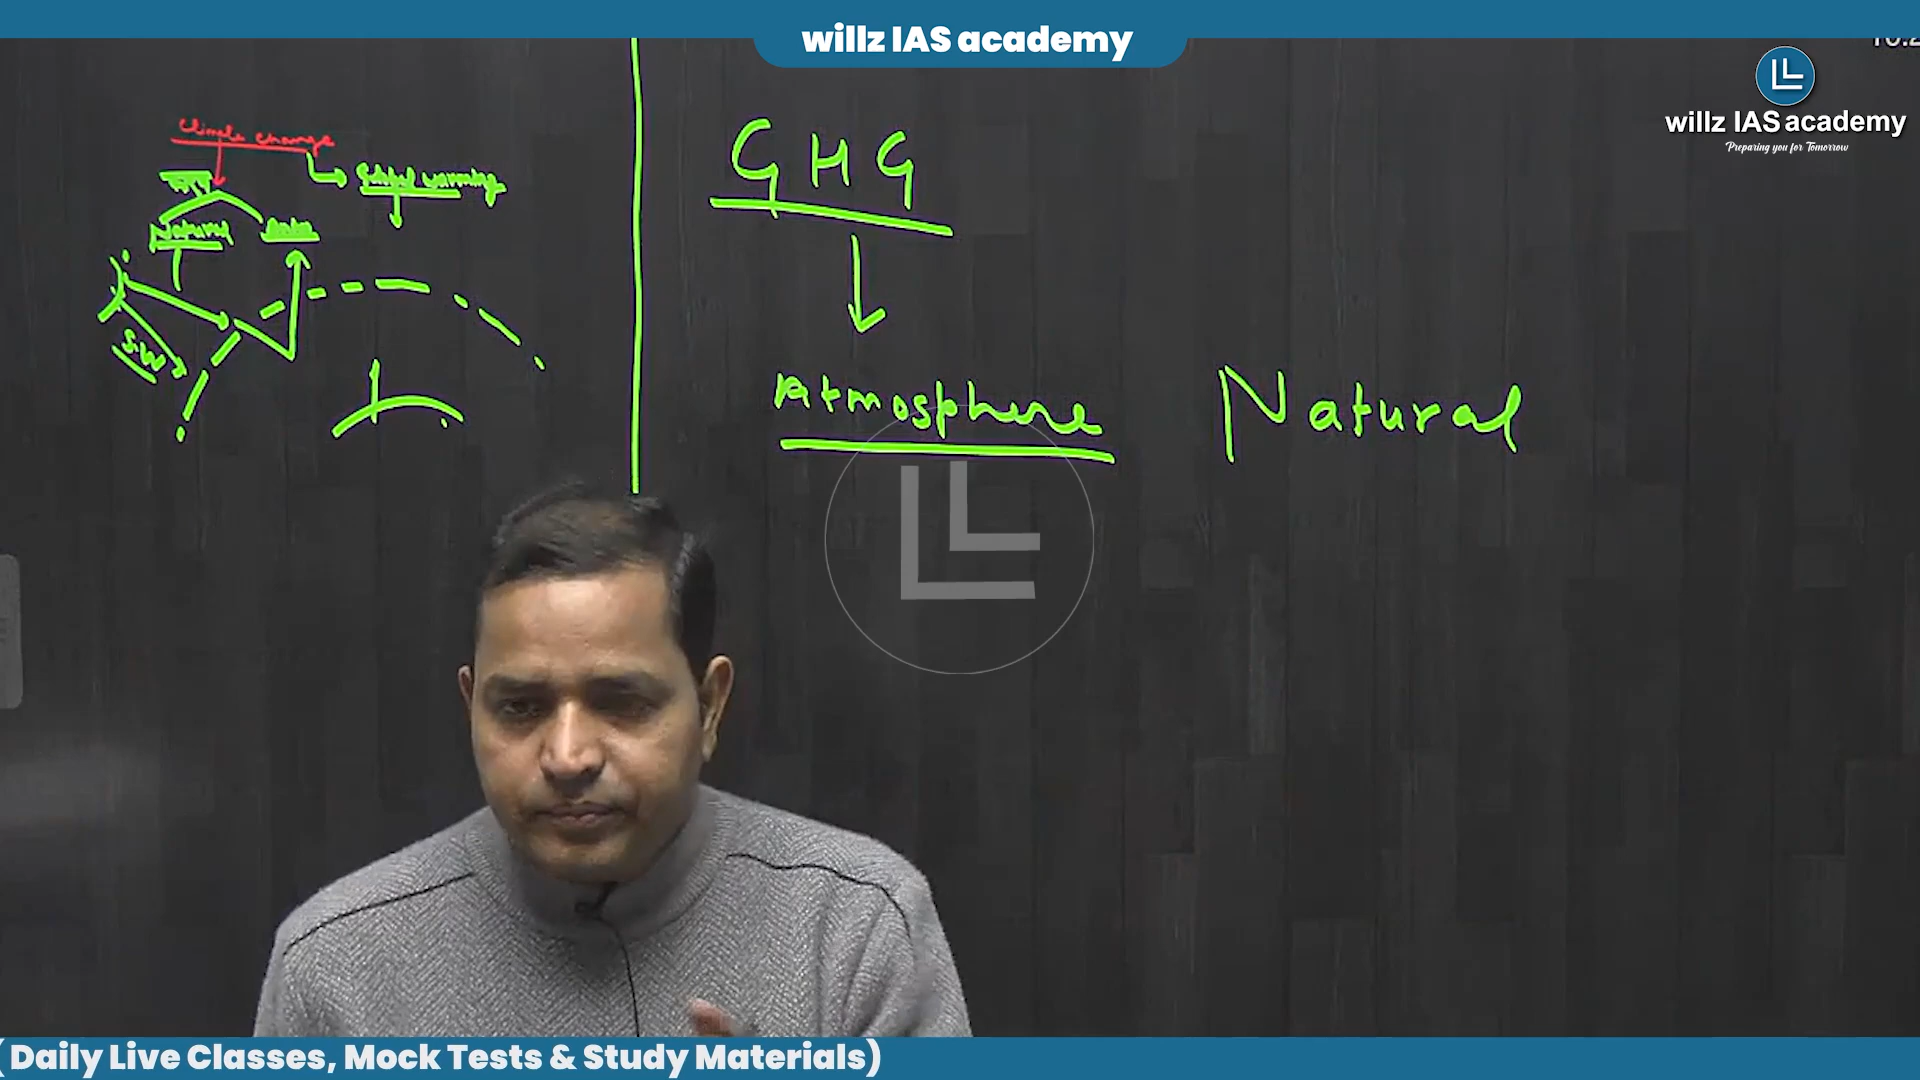 willz IAS academy
willz IAS academy
Preparing you for Tomorrow
Climate change
Global warming
Natural
S.W
G H G
Atmosphere
Natural
(Daily Live Classes, Mock Tests & Study Materials)